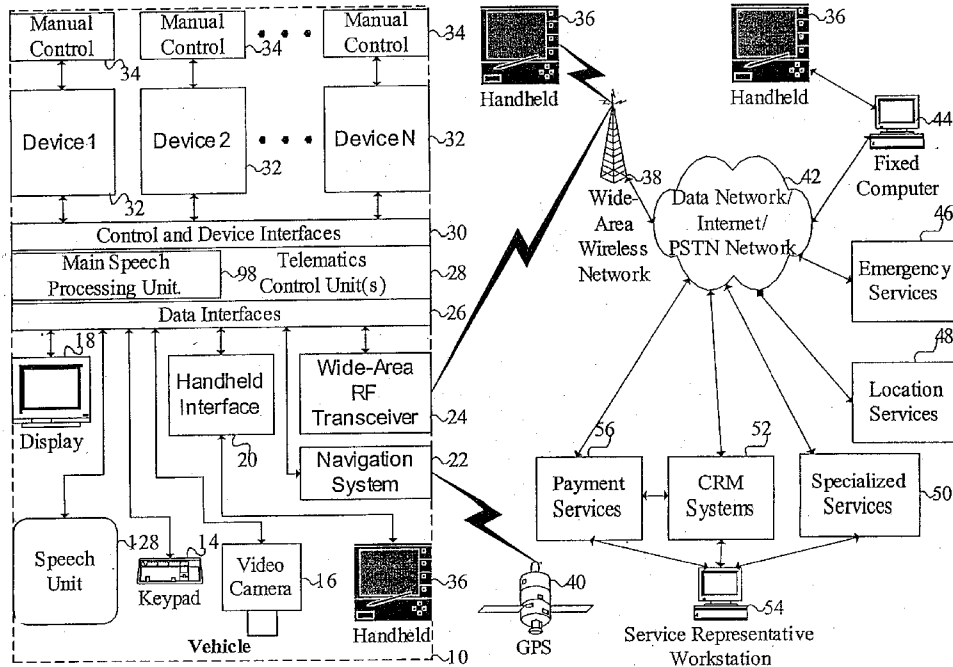 Manual Control
34
Manual Control
34
Manual Control
34
Device 1
32
Device 2
32
Device N
32
Control and Device Interfaces
30
Main Speech Processing Unit.
98
Telematics Control Unit(s)
28
Data Interfaces
26
18
Display
Handheld Interface
20
Wide-Area RF Transceiver
24
Navigation System
22
128
Speech Unit
14
Keypad
Video Camera
16
36
Handheld
Vehicle
10
36
Handheld
36
Handheld
38
Wide-Area Wireless Network
42
Data Network/ Internet/ PSTN Network
44
Fixed Computer
46
Emergency Services
48
Location Services
56
Payment Services
52
CRM Systems
Specialized Services
50
40
GPS
54
Service Representative Workstation